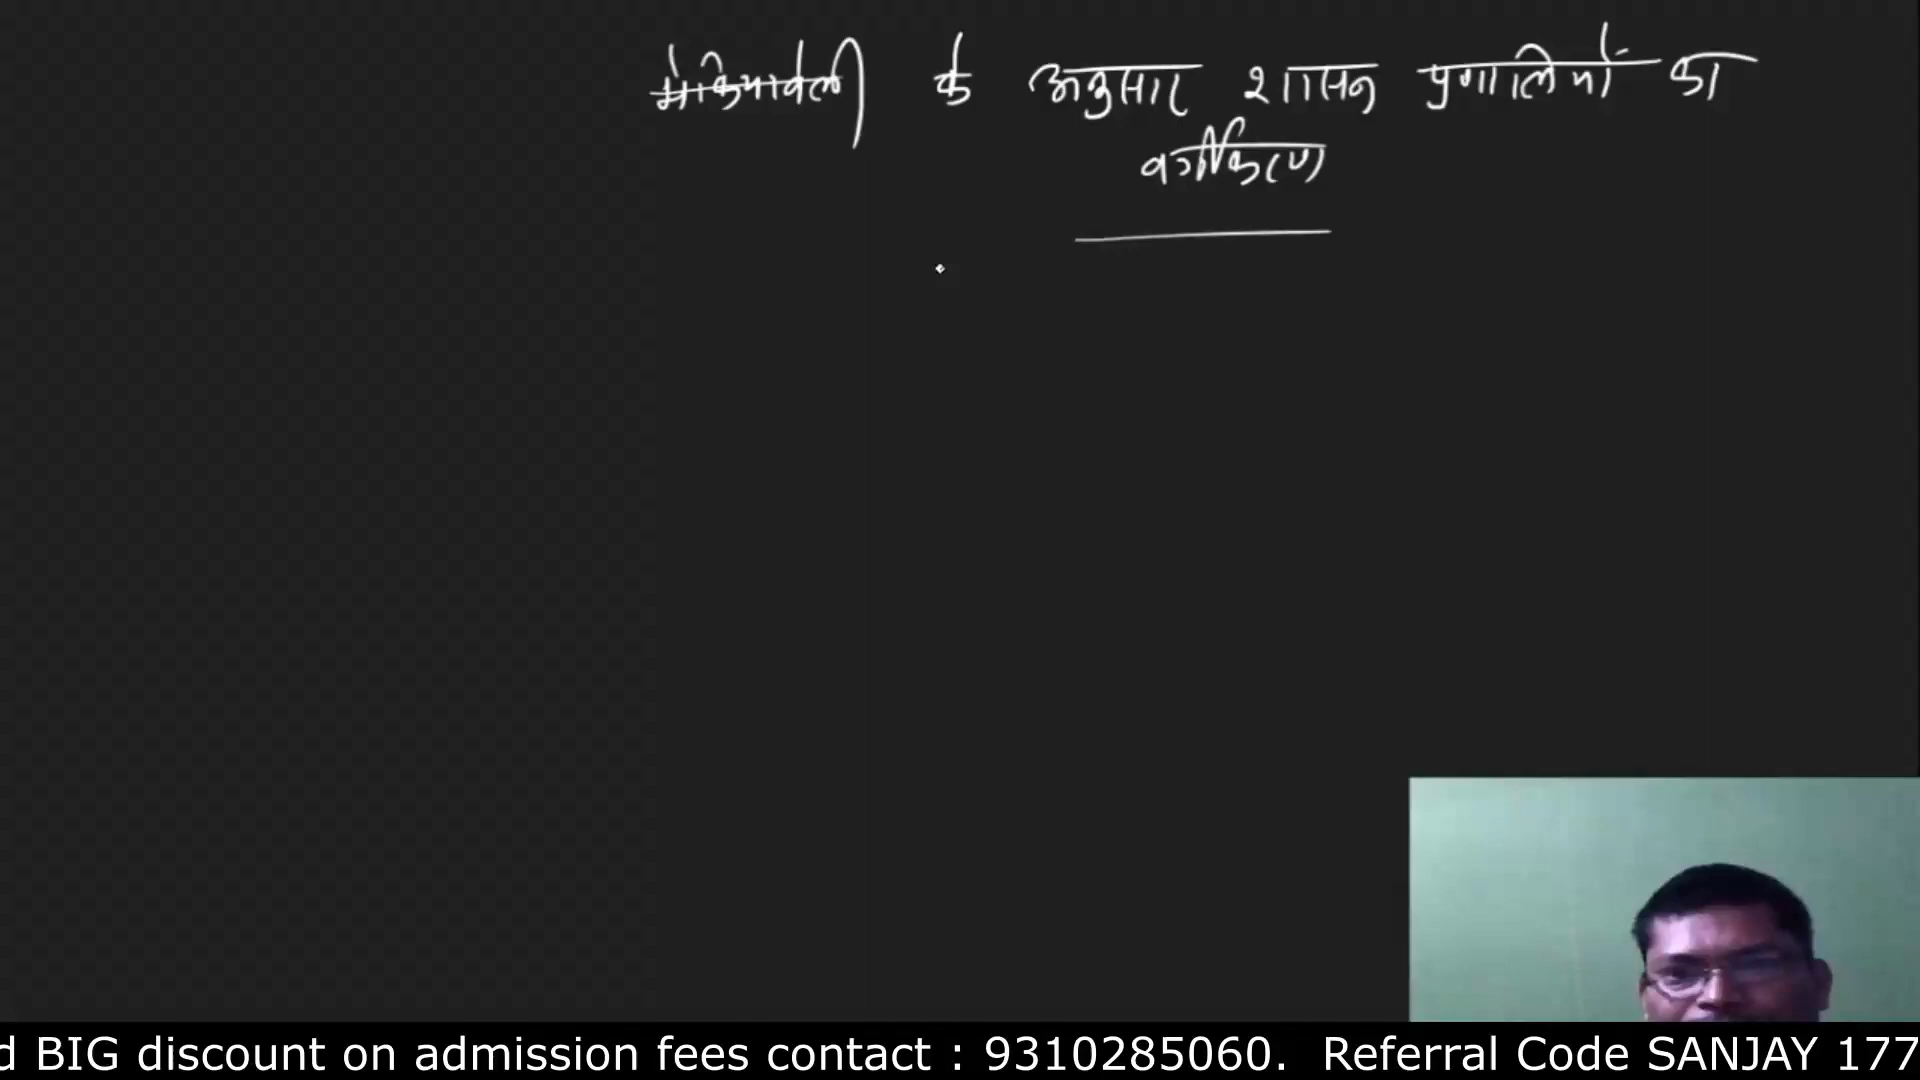 मैकियावेली के अनुसार शासन प्रणालियों का
वर्गीकरण
d BIG discount on admission fees contact : 9310285060. Referral Code SANJAY 177